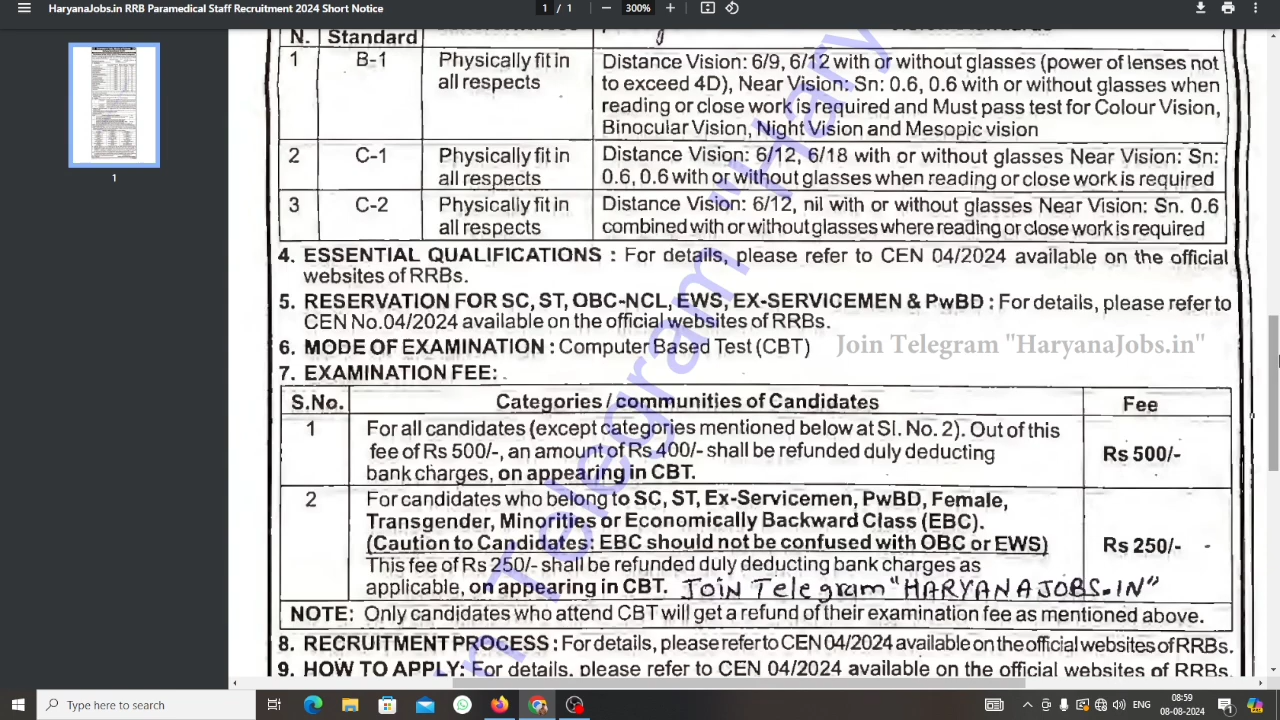 HaryanaJobs.in RRB Paramedical Staff Recruitment 2024 Short Notice
1 / 1
300%
1
N. Standard
1 B-1 Physically fit in all respects Distance Vision: 6/9, 6/12 with or without glasses (power of lenses not
to exceed 4D), Near Vision: Sn: 0.6, 0.6 with or without glasses when
reading or close work is required and Must pass test for Colour Vision,
Binocular Vision, Night Vision and Mesopic vision
2 C-1 Physically fit in all respects Distance Vision: 6/12, 6/18 with or without glasses Near Vision: Sn:
0.6, 0.6 with or without glasses when reading or close work is required
3 C-2 Physically fit in all respects Distance Vision: 6/12, nil with or without glasses Near Vision: Sn. 0.6
combined with or without glasses where reading or close work is required
4. ESSENTIAL QUALIFICATIONS : For details, please refer to CEN 04/2024 available on the official
websites of RRBs.
5. RESERVATION FOR SC, ST, OBC-NCL, EWS, EX-SERVICEMEN & PwBD : For details, please refer to
CEN No.04/2024 available on the official websites of RRBs.
6. MODE OF EXAMINATION : Computer Based Test (CBT)
Join Telegram "HaryanaJobs.in"
7. EXAMINATION FEE:
S.No. Categories / communities of Candidates Fee
1 For all candidates (except categories mentioned below at Sl. No. 2). Out of this
fee of Rs 500/-, an amount of Rs 400/- shall be refunded duly deducting
bank charges, on appearing in CBT.
Rs 500/-
2 For candidates who belong to SC, ST, Ex-Servicemen, PwBD, Female,
Transgender, Minorities or Economically Backward Class (EBC).
(Caution to Candidates: EBC should not be confused with OBC or EWS)
This fee of Rs 250/- shall be refunded duly deducting bank charges as
applicable, on appearing in CBT. JOIN Telegram "HARYANAJOBS.IN"
Rs 250/-
NOTE: Only candidates who attend CBT will get a refund of their examination fee as mentioned above.
8. RECRUITMENT PROCESS : For details, please refer to CEN 04/2024 available on the official websites of RRBs.
9. HOW TO APPLY: For details, please refer to CEN 04/2024 available on the official websites of RRBs.
Telegram "Hary
Type here to search
ENG
08:59
08-08-2024
1